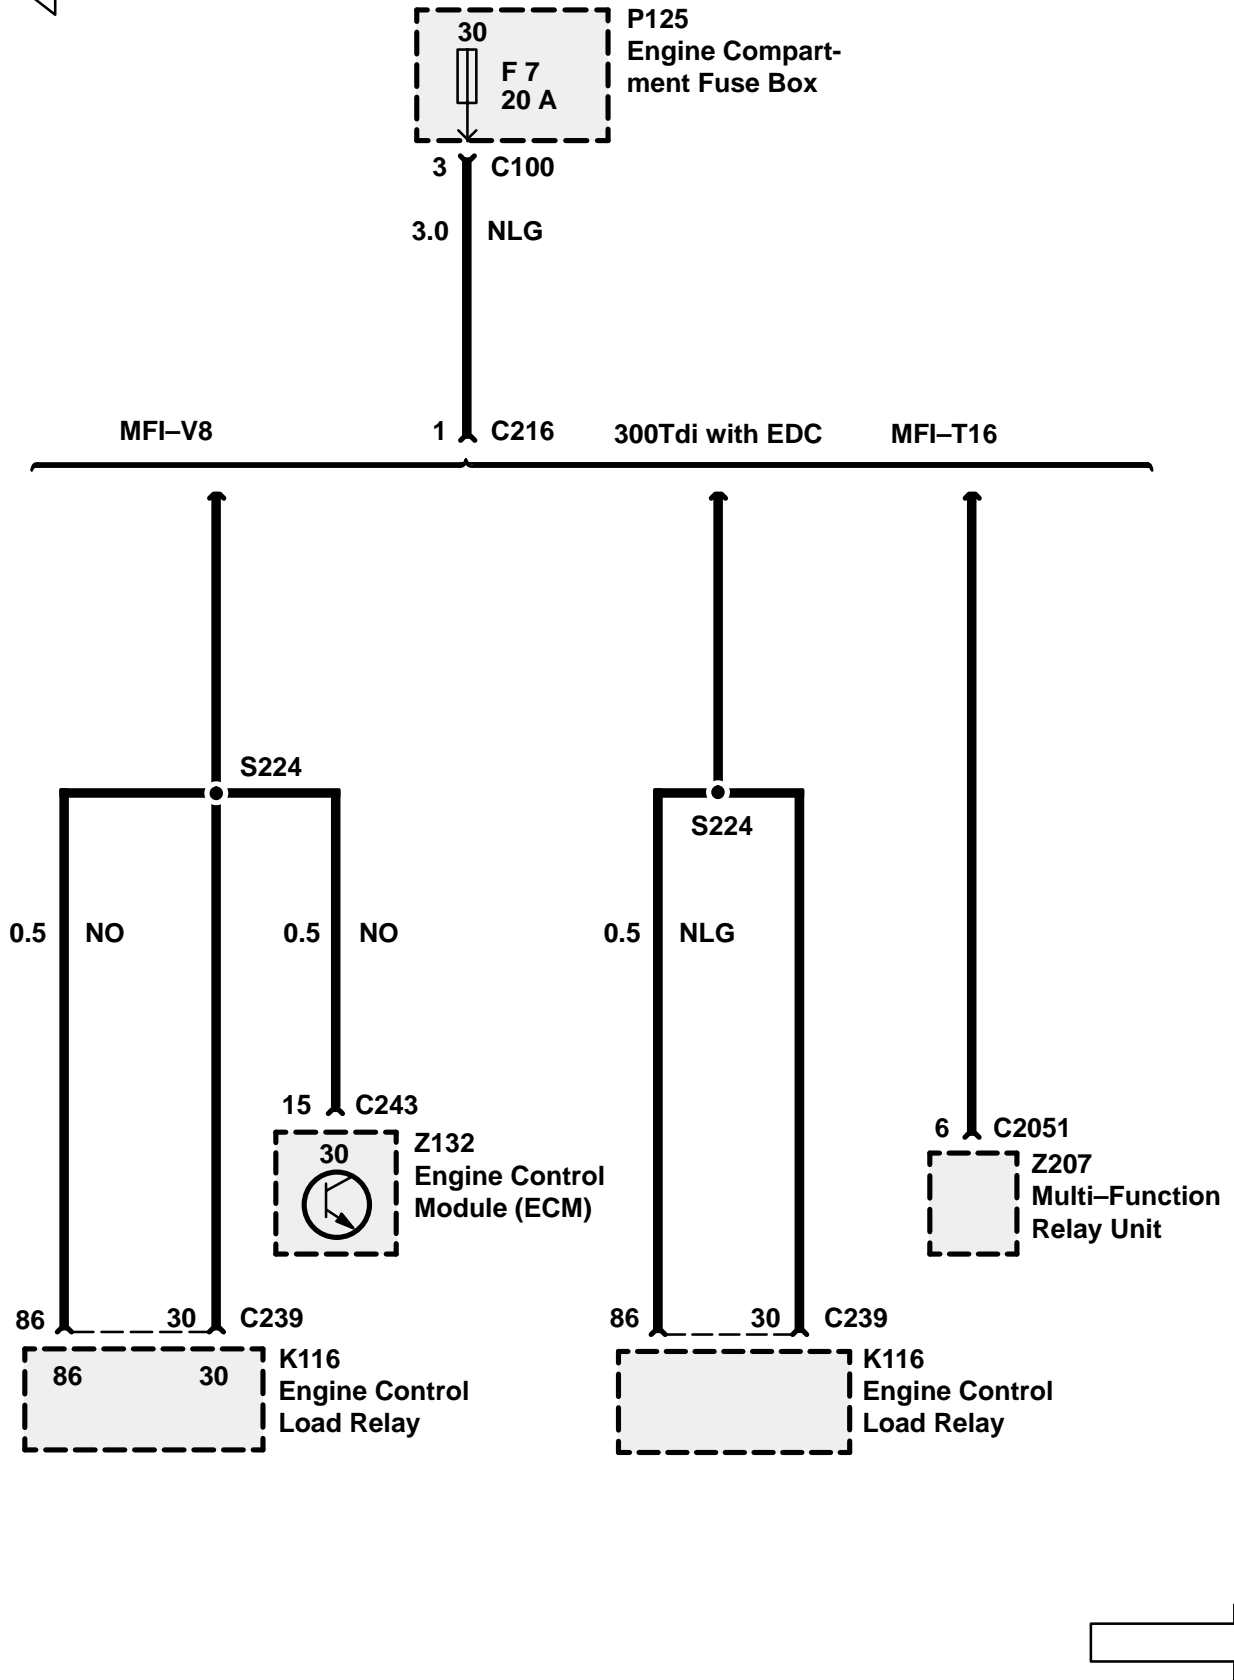 P125
Engine Compart-
ment Fuse Box
30
F 7
20 A
3 C100
3.0 NLG
MFI–V8
1 C216
300Tdi with EDC
MFI–T16
S224
S224
0.5 NO
0.5 NO
0.5 NLG
15 C243
Z132
Engine Control
Module (ECM)
30
6 C2051
Z207
Multi–Function
Relay Unit
86 30 C239
K116
Engine Control
Load Relay
86 30
86 30 C239
K116
Engine Control
Load Relay